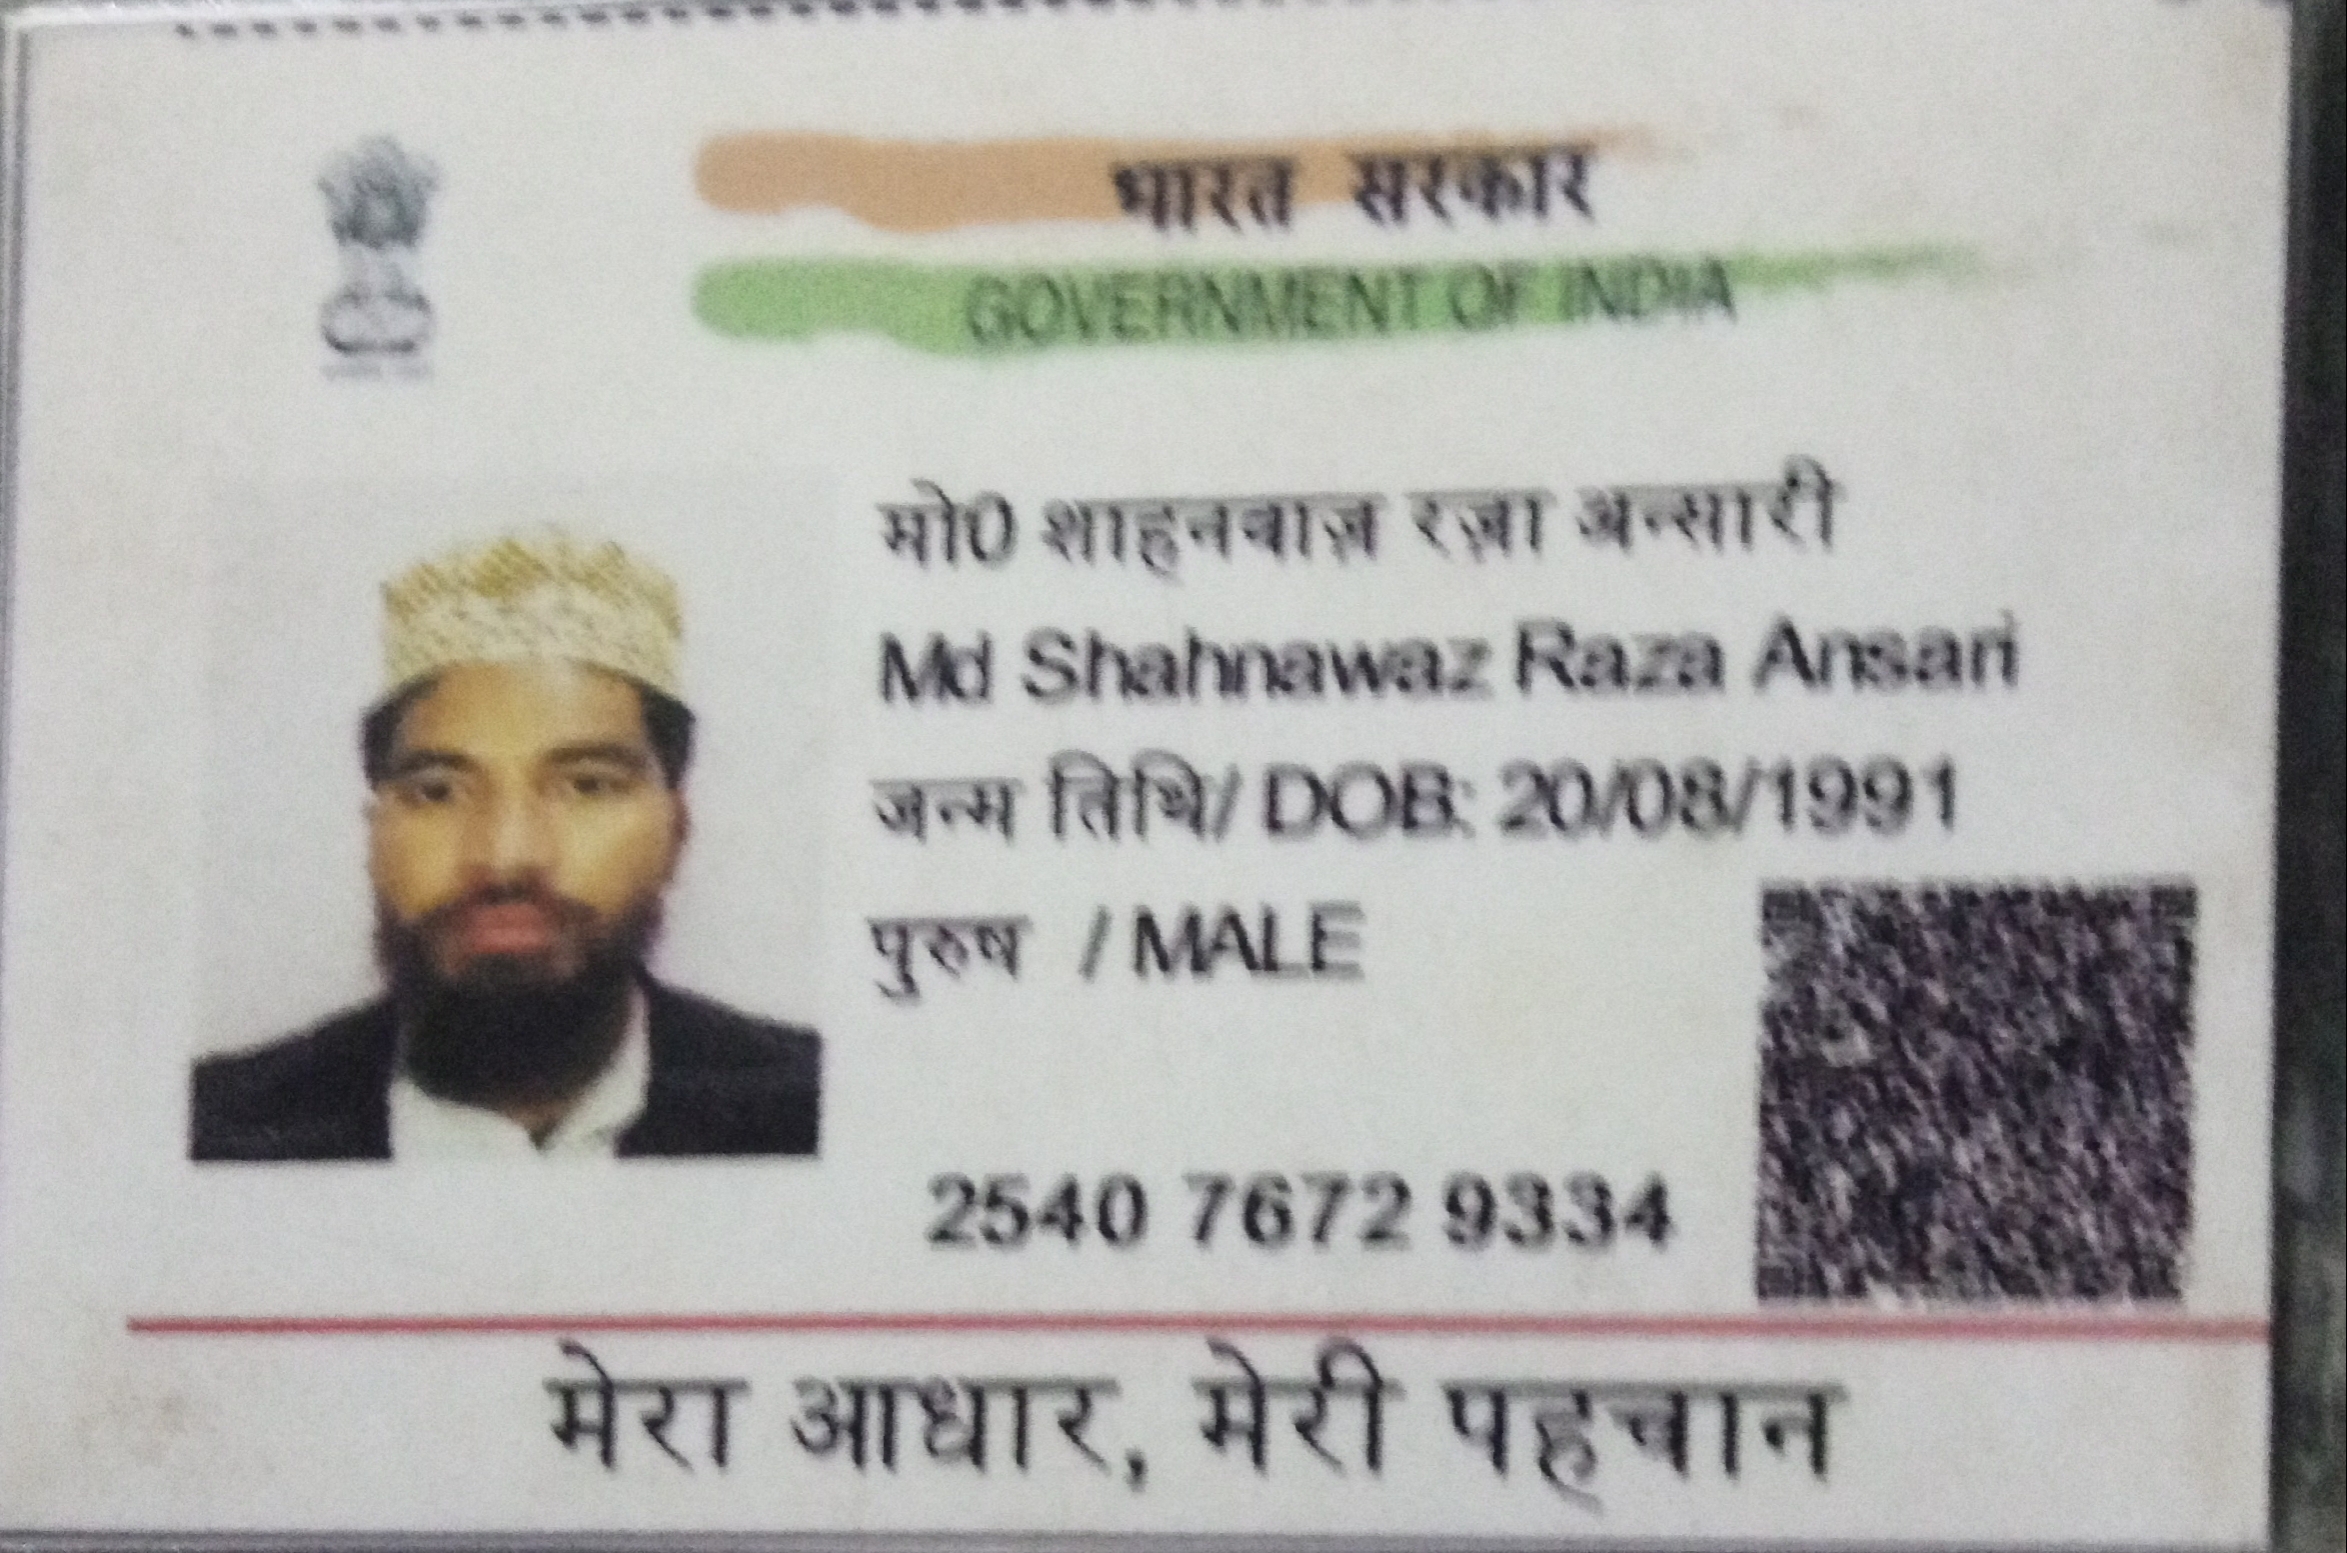 भारत सरकार
GOVERNMENT OF INDIA
मो0 शाहनवाज़ रज़ा अन्सारी
Md Shahnawaz Raza Ansari
जन्म तिथि/ DOB: 20/08/1991
पुरुष / MALE
2540 7672 9334
मेरा आधार, मेरी पहचान